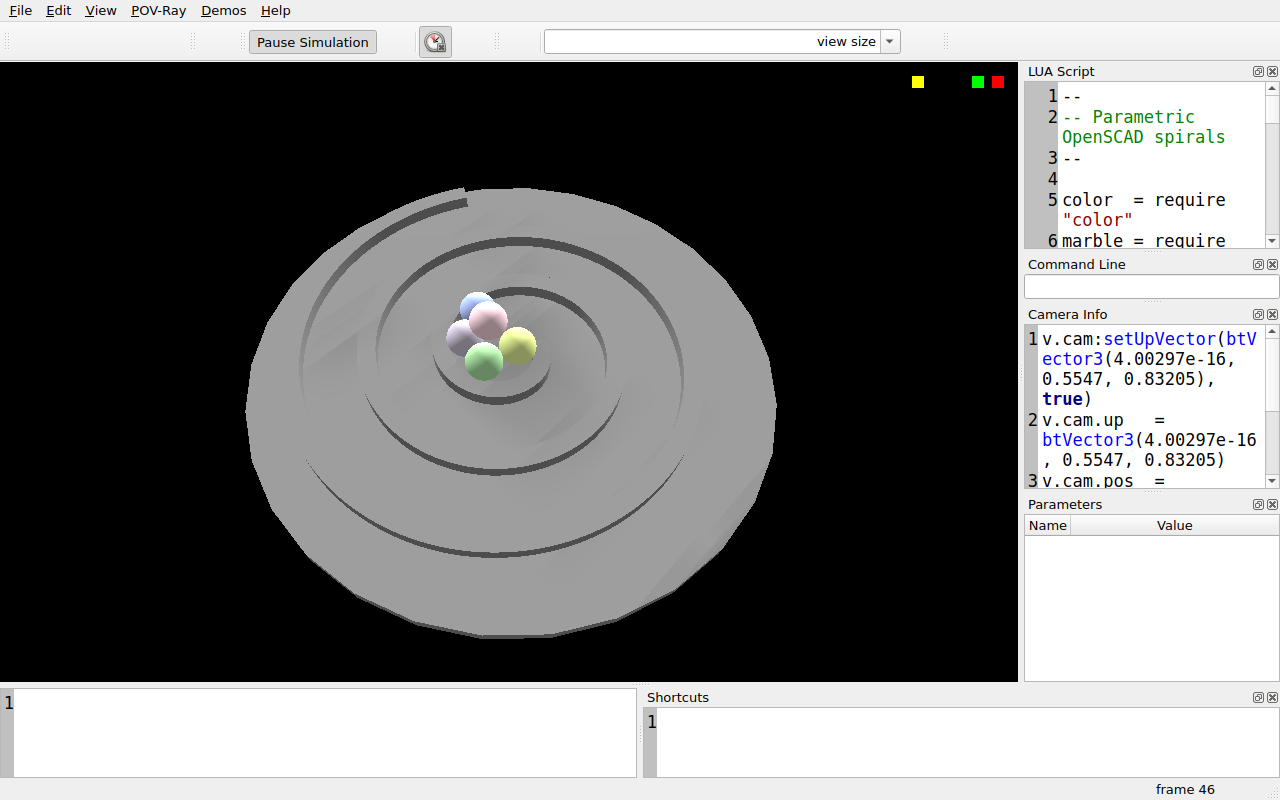 File Edit View POV-Ray Demos Help
Pause Simulation
view size
LUA Script
1 --
2 -- Parametric
OpenSCAD spirals
3 --
4
5 color  = require
"color"
6 marble = require
Command Line
Camera Info
1 v.cam:setUpVector(btV
ector3(4.00297e-16,
0.5547, 0.83205),
true)
2 v.cam.up   =
btVector3(4.00297e-16
, 0.5547, 0.83205)
3 v.cam.pos  =
Parameters
Name Value
1
Shortcuts
1
frame 46